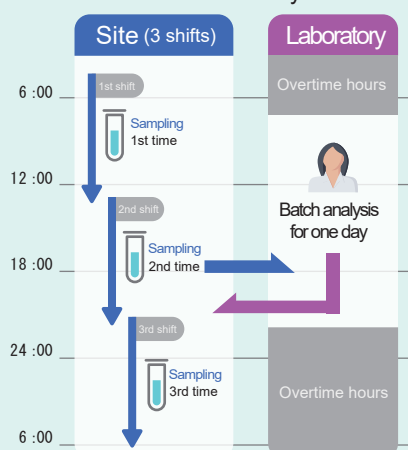 Site (3 shifts)
Laboratory
Overtime hours
1st shift
6:00
Sampling
1st time
12:00
2nd shift
Batch analysis
for one day
Sampling
2nd time
18:00
3rd shift
24:00
Sampling
3rd time
Overtime hours
6:00